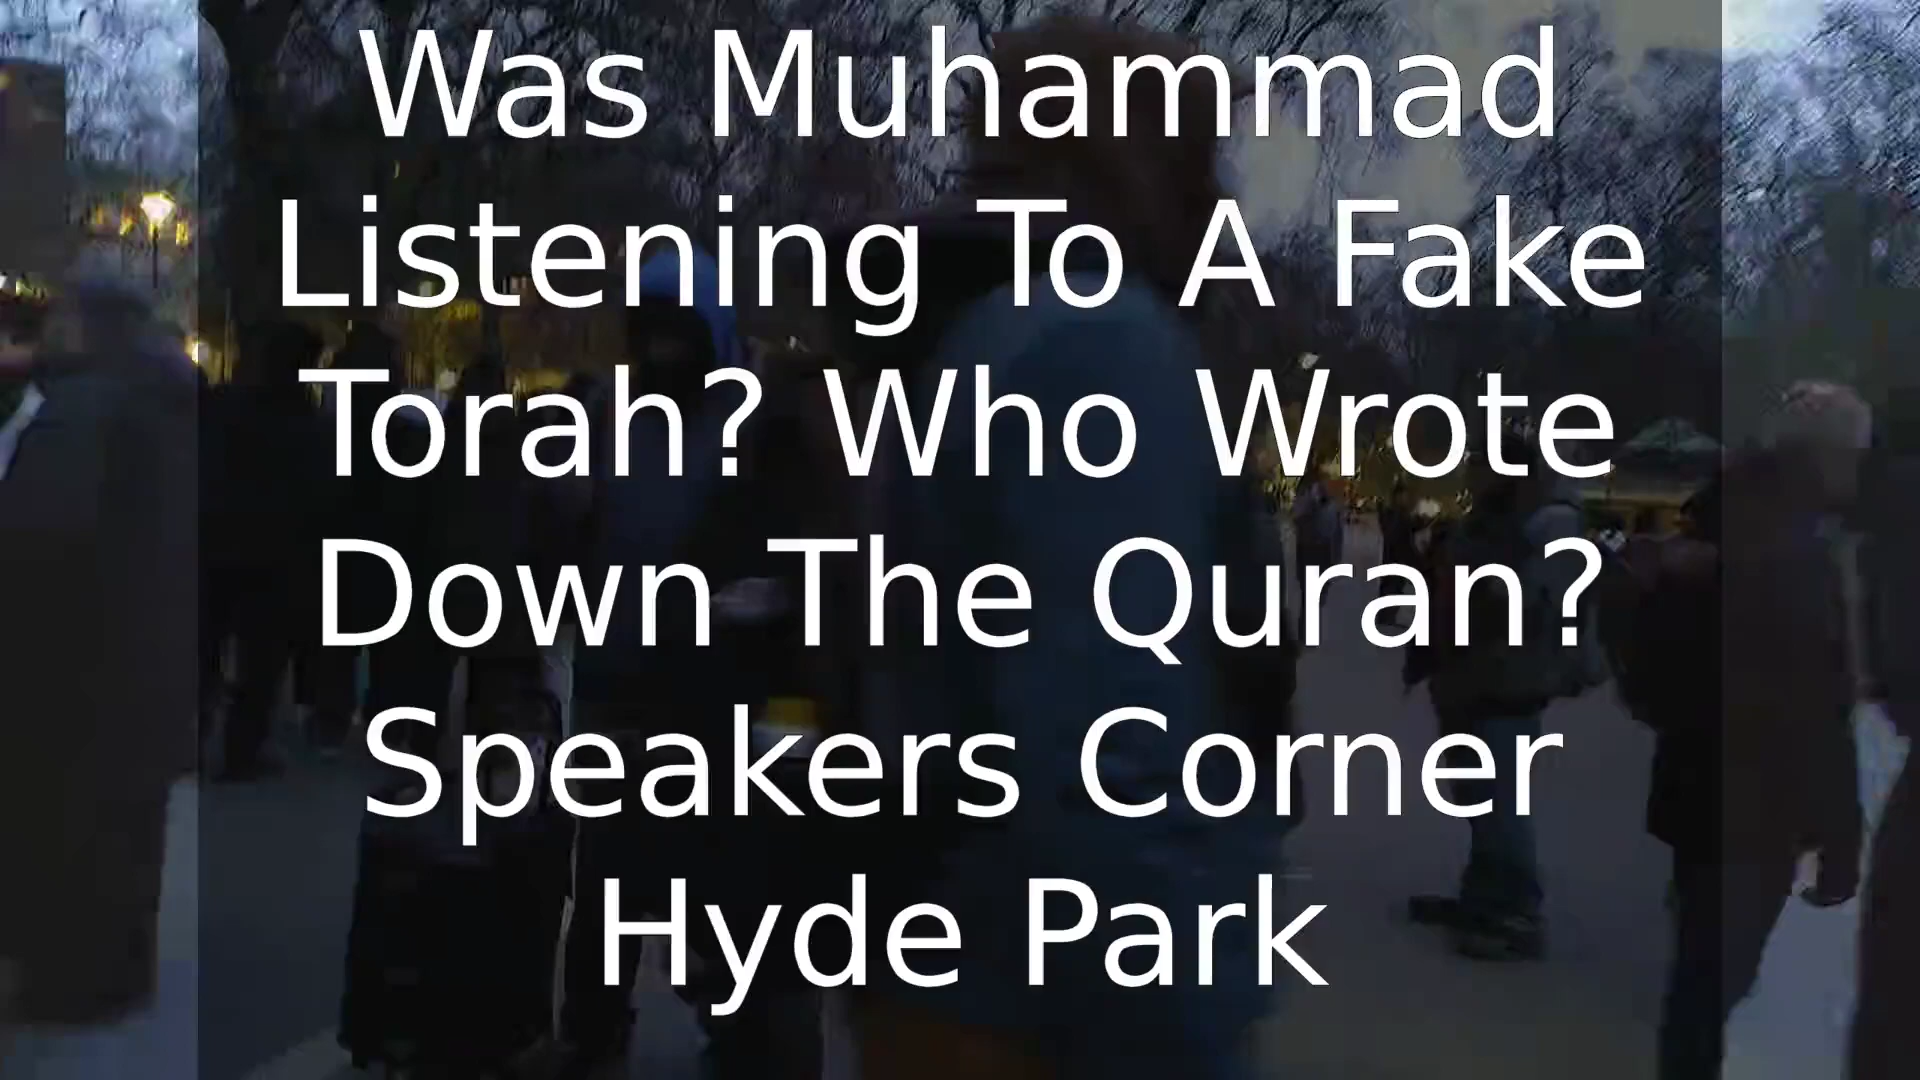 Was Muhammad
Listening To A Fake
Torah? Who Wrote
Down The Quran?
Speakers Corner
Hyde Park